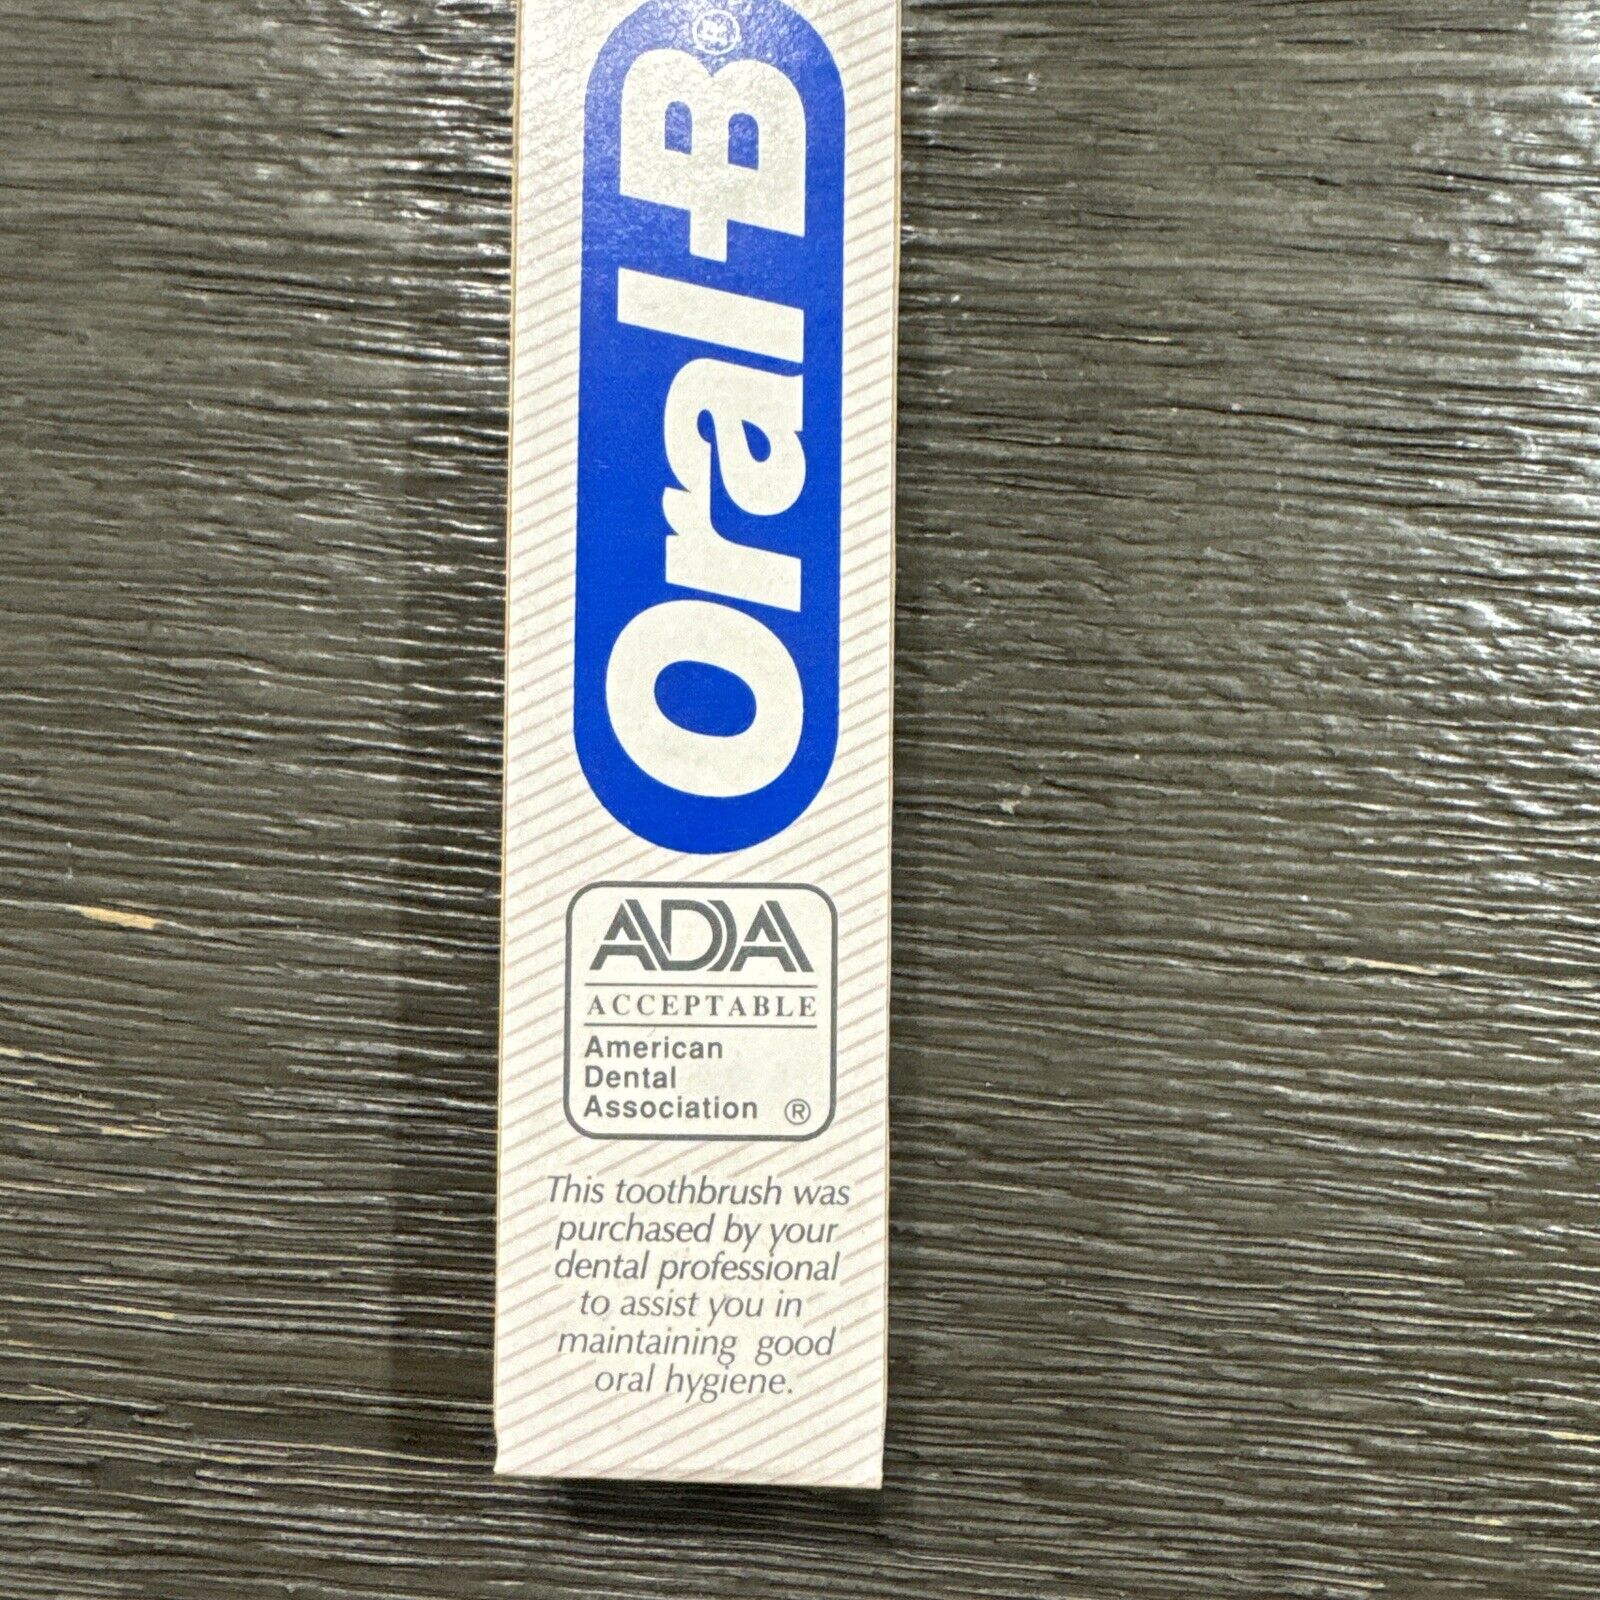 Oral-B®
ADA
ACCEPTABLE
American
Dental
Association ®
This toothbrush was
purchased by your
dental professional
to assist you in
maintaining good
oral hygiene.